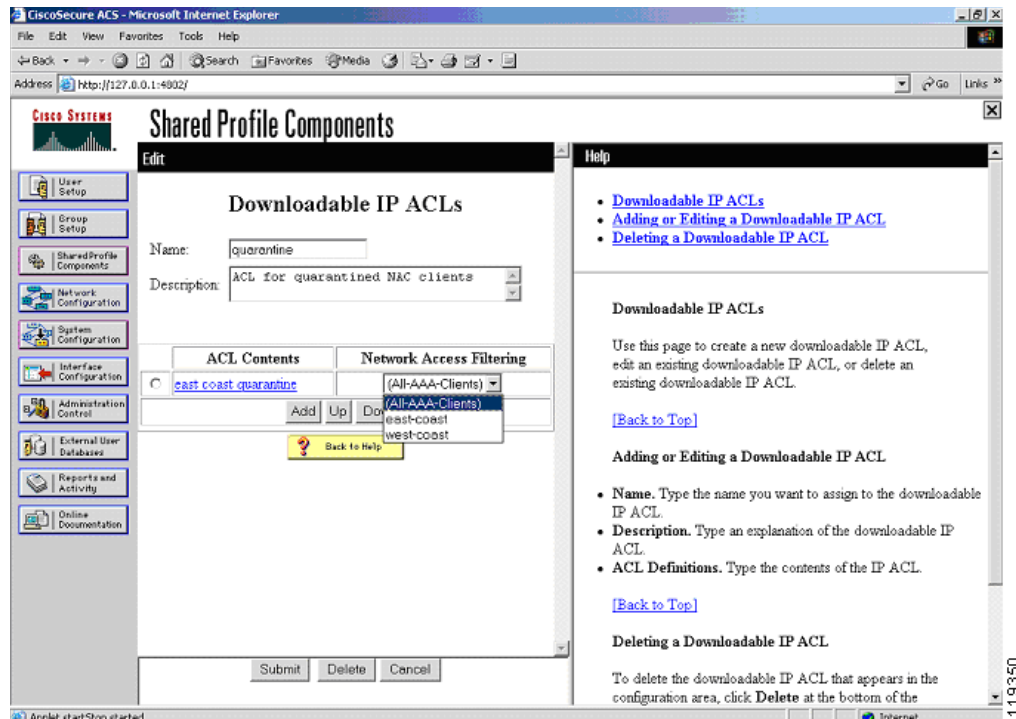 CiscoSecure ACS - Microsoft Internet Explorer
File Edit View Favorites Tools Help
Back Search Favorites Media
Address http://127.0.0.1:4802/ Go Links »
CISCO SYSTEMS
Shared Profile Components
Edit
User Setup
Group Setup
Shared Profile Components
Network Configuration
System Configuration
Interface Configuration
Administration Control
External User Databases
Reports and Activity
Online Documentation
Downloadable IP ACLs
Name: quarantine
Description: ACL for quarantined NAC clients
ACL Contents Network Access Filtering
east coast quarantine (All-AAA-Clients)
(All-AAA-Clients)
east-coast
west-coast
Add Up Do
Back to Help
Submit Delete Cancel
Help
• Downloadable IP ACLs
• Adding or Editing a Downloadable IP ACL
• Deleting a Downloadable IP ACL
Downloadable IP ACLs
Use this page to create a new downloadable IP ACL,
edit an existing downloadable IP ACL, or delete an
existing downloadable IP ACL.
[Back to Top]
Adding or Editing a Downloadable IP ACL
• Name. Type the name you want to assign to the downloadable
IP ACL.
• Description. Type an explanation of the downloadable IP
ACL.
• ACL Definitions. Type the contents of the IP ACL.
[Back to Top]
Deleting a Downloadable IP ACL
To delete the downloadable IP ACL that appears in the
configuration area, click Delete at the bottom of the
Applet startStop started
Internet
119350